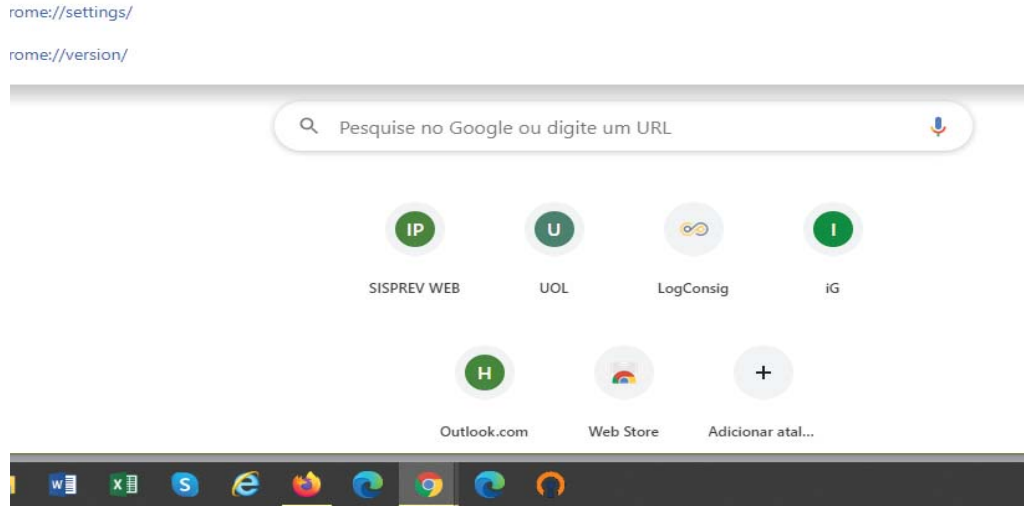 rome://settings/
rome://version/
Pesquise no Google ou digite um URL
IP
U
I
SISPREV WEB
UOL
LogConsig
iG
H
Outlook.com
Web Store
Adicionar atal...